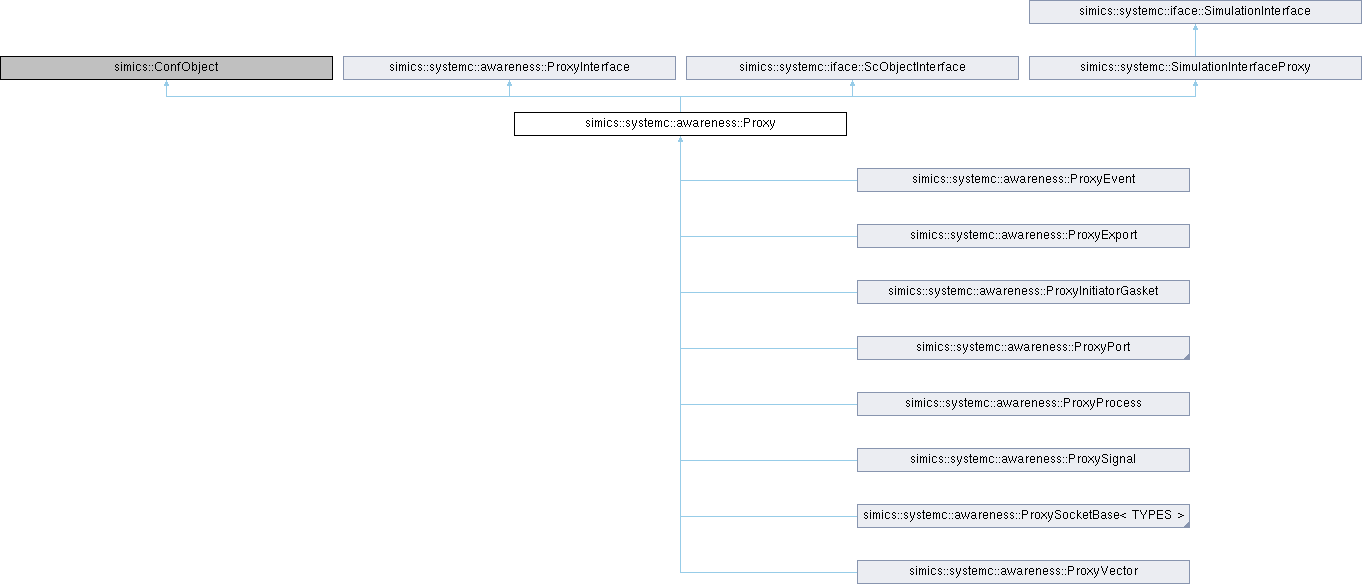 simics::systemc::iface::SimulationInterface
simics::ConfObject
simics::systemc::awareness::ProxyInterface
simics::systemc::iface::ScObjectInterface
simics::systemc::SimulationInterfaceProxy
simics::systemc::awareness::Proxy
simics::systemc::awareness::ProxyEvent
simics::systemc::awareness::ProxyExport
simics::systemc::awareness::ProxyInitiatorGasket
simics::systemc::awareness::ProxyPort
simics::systemc::awareness::ProxyProcess
simics::systemc::awareness::ProxySignal
simics::systemc::awareness::ProxySocketBase< TYPES >
simics::systemc::awareness::ProxyVector